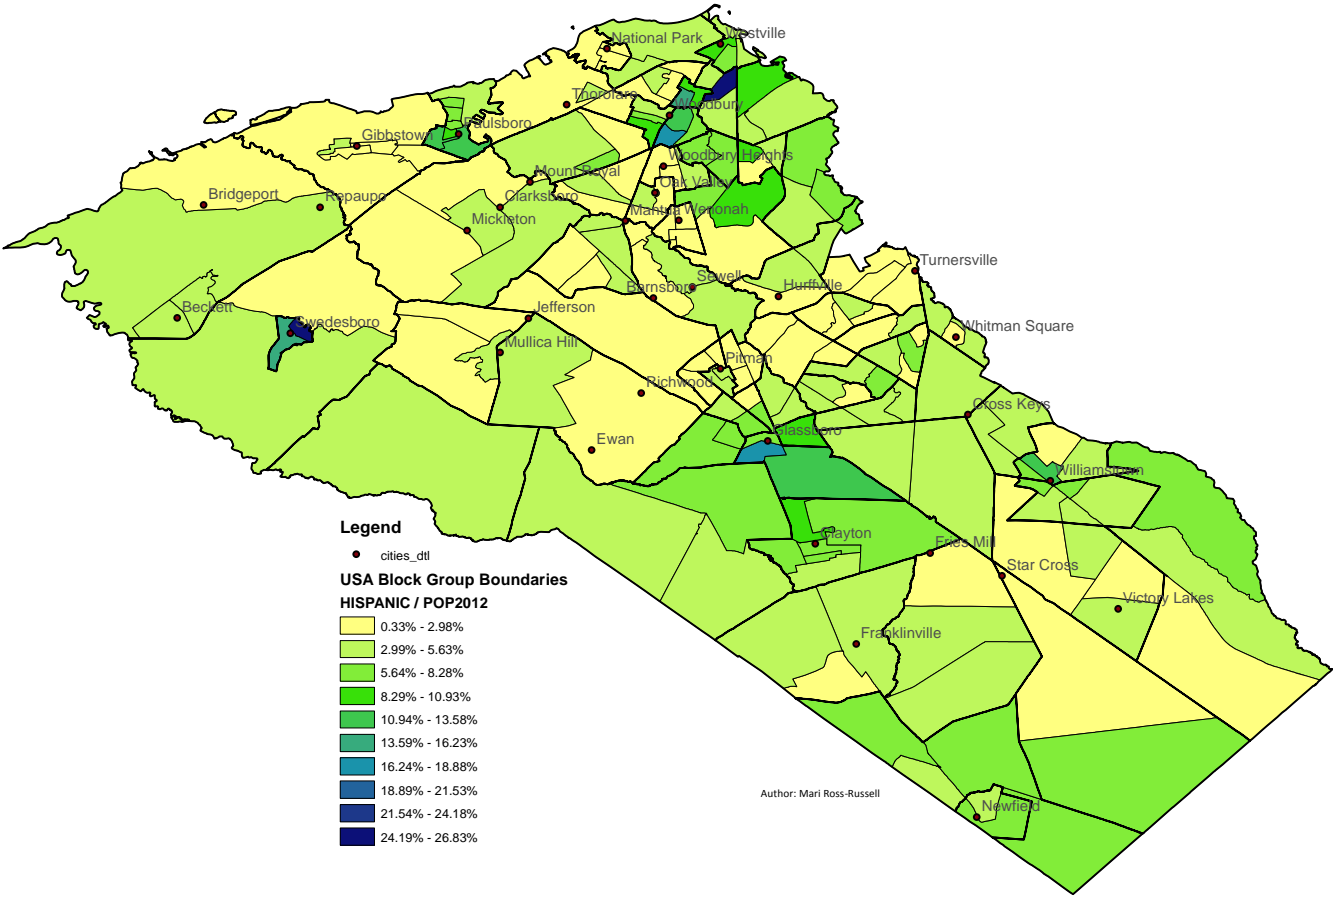 Westville
National Park
Thorofare
Woodbury
Paulsboro
Gibbstown
Woodbury Heights
Mount Royal
Oak Valley
Bridgeport
Repaupo
Clarksboro
Mickleton
Mantua
Wenonah
Turnersville
Sewell
Barnsboro
Hurffville
Beckett
Jefferson
Swedesboro
Whitman Square
Mullica Hill
Pitman
Richwood
Cross Keys
Glassboro
Ewan
Williamstown
Clayton
Fries Mill
Star Cross
Victory Lakes
Franklinville
Newfield
Legend
cities_dtl
USA Block Group Boundaries
HISPANIC / POP2012
0.33% - 2.98%
2.99% - 5.63%
5.64% - 8.28%
8.29% - 10.93%
10.94% - 13.58%
13.59% - 16.23%
16.24% - 18.88%
18.89% - 21.53%
21.54% - 24.18%
24.19% - 26.83%
Author: Mari Ross-Russell